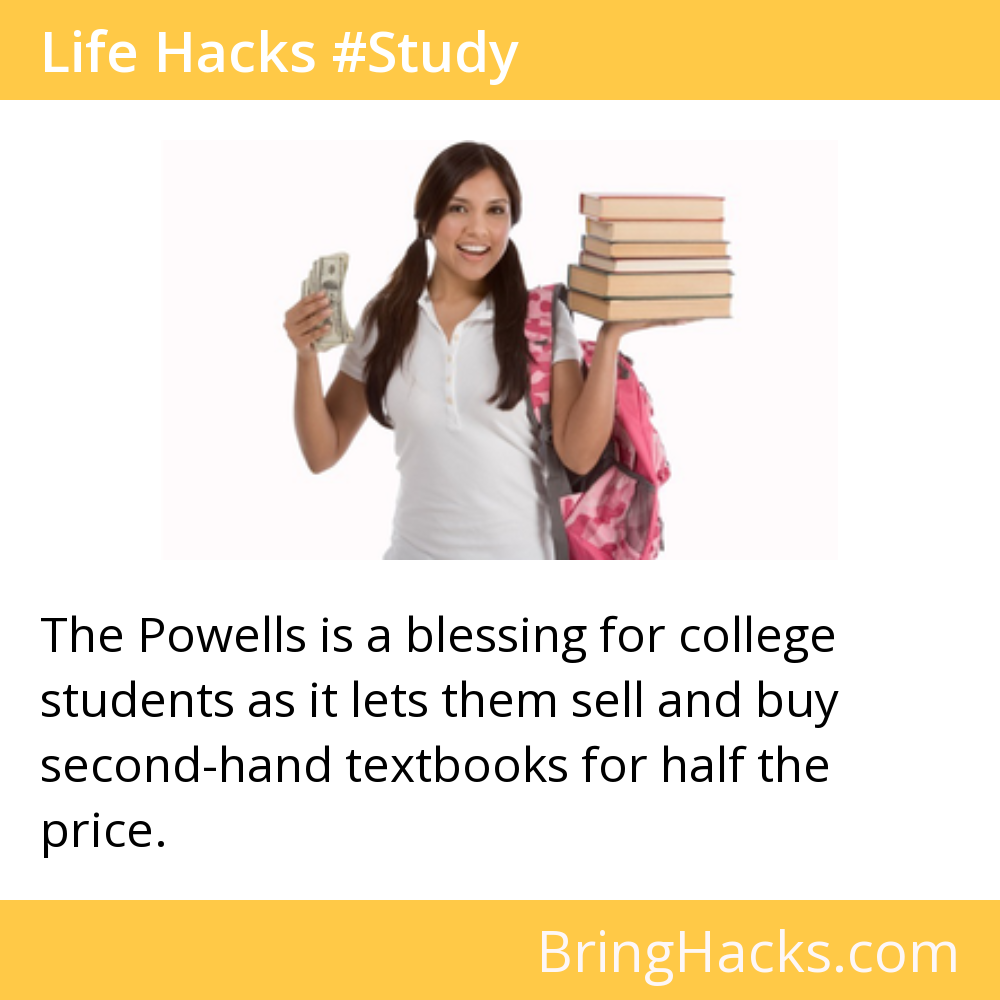 Life Hacks #Study
The Powells is a blessing for college
students as it lets them sell and buy
second-hand textbooks for half the
price.
BringHacks.com